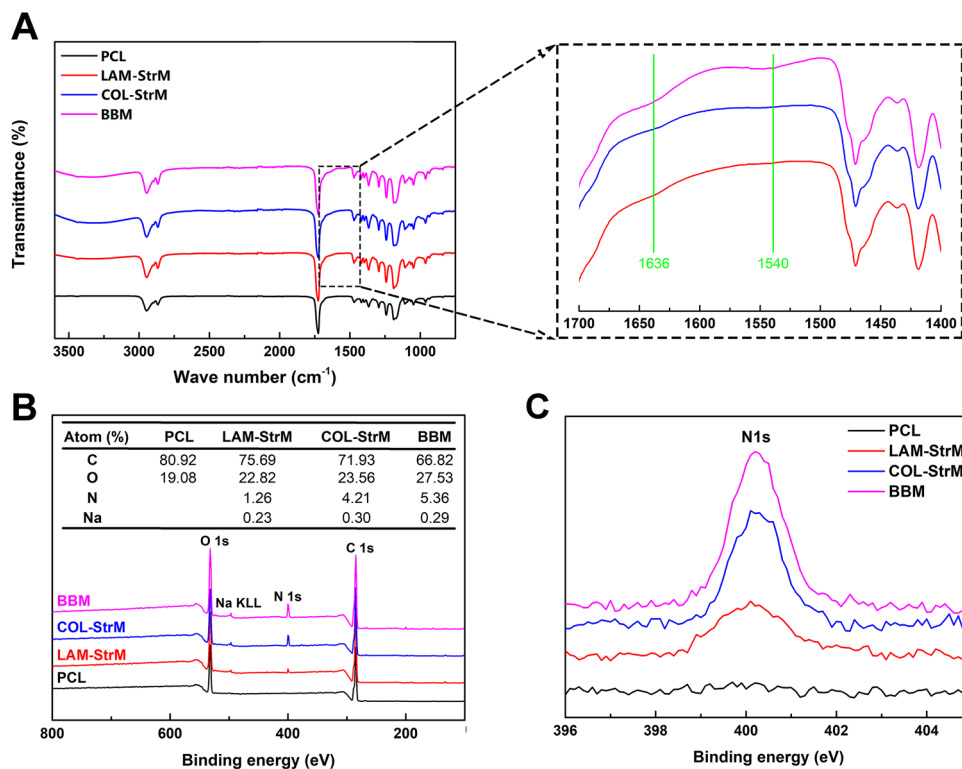 A
PCL
LAM-StrM
COL-StrM
BBM
Transmittance (%)
3500 3000 2500 2000 1500 1000
Wave number (cm⁻¹)
1636 1540
1700 1650 1600 1550 1500 1450 1400
B
Atom (%) PCL LAM-StrM COL-StrM BBM
C 80.92 75.69 71.93 66.82
O 19.08 22.82 23.56 27.53
N 1.26 4.21 5.36
Na 0.23 0.30 0.29
O 1s
C 1s
Na KLL
N 1s
BBM
COL-StrM
LAM-StrM
PCL
800 600 400 200
Binding energy (eV)
C
N1s
PCL
LAM-StrM
COL-StrM
BBM
396 398 400 402 404
Binding energy (eV)